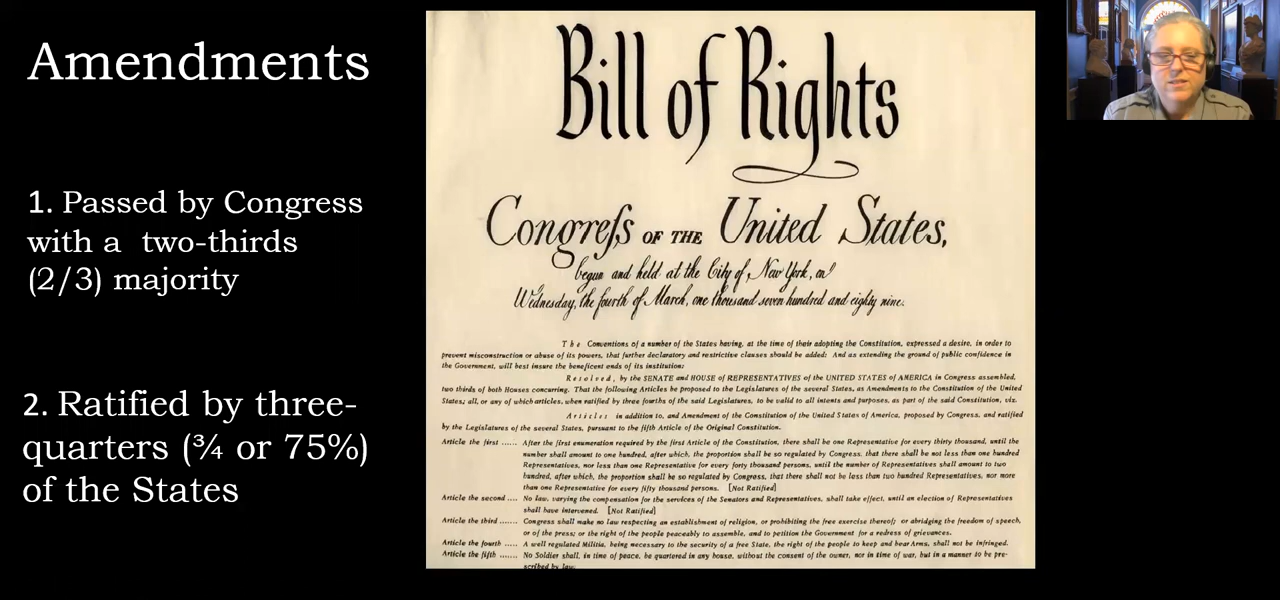 Amendments
1. Passed by Congress
with a two-thirds
(2/3) majority
2. Ratified by three-
quarters (¾ or 75%)
of the States
Bill of Rights
Congreſs OF THE United States,
begun and held at the City of New York, on
Wednesday, the fourth of March, one thousand seven hundred and eighty nine.
The Conventions of a number of the States having, at the time of their adopting the Constitution, expressed a desire, in order to
prevent misconstruction or abuse of its powers, that further declaratory and restrictive clauses should be added: And as extending the ground of public confidence in
the Government, will best insure the beneficent ends of its institution:
Resolved, by the SENATE and HOUSE of REPRESENTATIVES of the UNITED STATES of AMERICA in Congress assembled,
two thirds of both Houses concurring. That the following Articles be proposed to the Legislatures of the several States, as Amendments to the Constitution of the United
States; all, or any of which articles, when ratified by three fourths of the said Legislatures, to be valid to all intents and purposes, as part of the said Constitution, viz.
Articles in addition to, and Amendment of the Constitution of the United States of America, proposed by Congress, and ratified
by the Legislatures of the several States, pursuant to the fifth Article of the Original Constitution.
Article the first ...... After the first enumeration required by the first Article of the Constitution, there shall be one Representative for every thirty thousand, until the
number shall amount to one hundred, after which, the proportion shall be so regulated by Congress, that there shall be not less than one hundred
Representatives, nor less than one Representative for every forty thousand persons, until the number of Representatives shall amount to two
hundred, after which, the proportion shall be so regulated by Congress, that there shall not be less than two hundred Representatives, nor more
than one Representative for every fifty thousand persons. [Not Ratified]
Article the second .... No law, varying the compensation for the services of the Senators and Representatives, shall take effect, until an election of Representatives
shall have intervened. [Not Ratified]
Article the third ....... Congress shall make no law respecting an establishment of religion, or prohibiting the free exercise thereof; or abridging the freedom of speech,
or of the press; or the right of the people peaceably to assemble, and to petition the Government for a redress of grievances.
Article the fourth ..... A well regulated Militia, being necessary to the security of a free State, the right of the people to keep and bear Arms, shall not be infringed.
Article the fifth ....... No Soldier shall, in time of peace, be quartered in any house, without the consent of the owner, nor in time of war, but in a manner to be pre-
scribed by law.